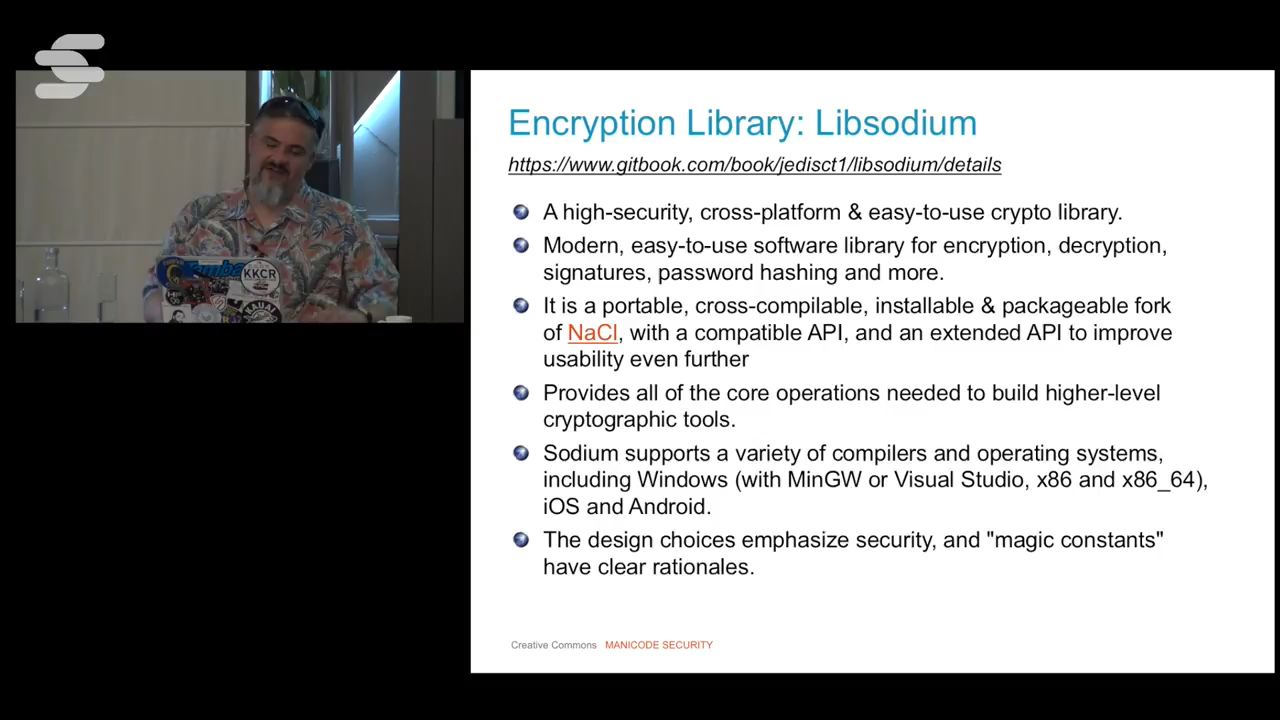 Encryption Library: Libsodium
https://www.gitbook.com/book/jedisct1/libsodium/details
A high-security, cross-platform & easy-to-use crypto library.
Modern, easy-to-use software library for encryption, decryption,
signatures, password hashing and more.
It is a portable, cross-compilable, installable & packageable fork
of NaCl, with a compatible API, and an extended API to improve
usability even further
Provides all of the core operations needed to build higher-level
cryptographic tools.
Sodium supports a variety of compilers and operating systems,
including Windows (with MinGW or Visual Studio, x86 and x86_64),
iOS and Android.
The design choices emphasize security, and "magic constants"
have clear rationales.
Creative Commons MANICODE SECURITY
KKCR
KAUAI